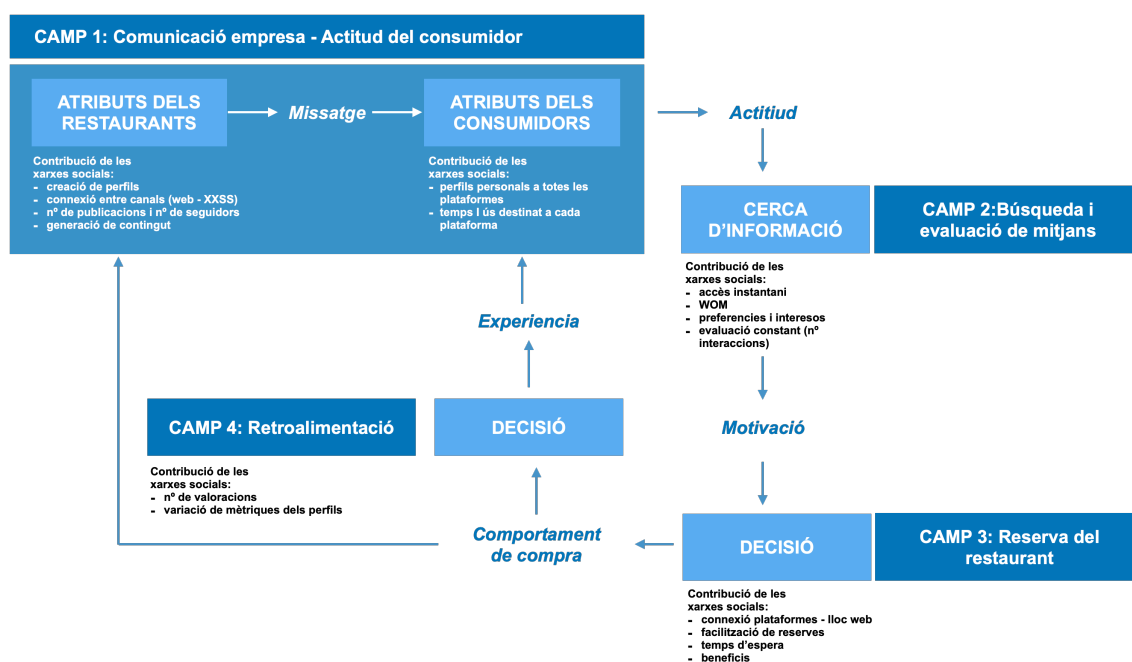 CAMP 1: Comunicació empresa - Actitud del consumidor
ATRIBUTS DELS
RESTAURANTS
Missatge
ATRIBUTS DELS
CONSUMIDORS
Actitiud
Contribució de les
xarxes socials:
- creació de perfils
- connexió entre canals (web - XXSS)
- nº de publicacions i nº de seguidors
- generació de contingut
Contribució de les
xarxes socials:
- perfils personals a totes les
plataformes
- temps i ús destinat a cada
plataforma
CERCA
D'INFORMACIÓ
CAMP 2:Búsqueda i
evaluació de mitjans
Contribució de les
xarxes socials:
- accès instantani
- WOM
- preferencies i interesos
- evaluació constant (nº
interaccions)
Experiencia
CAMP 4: Retroalimentació
DECISIÓ
Motivació
Contribució de les
xarxes socials:
- nº de valoracions
- variació de mètriques dels perfils
Comportament
de compra
DECISIÓ
CAMP 3: Reserva del
restaurant
Contribució de les
xarxes socials:
- connexió plataformes - lloc web
- facilització de reserves
- temps d'espera
- beneficis